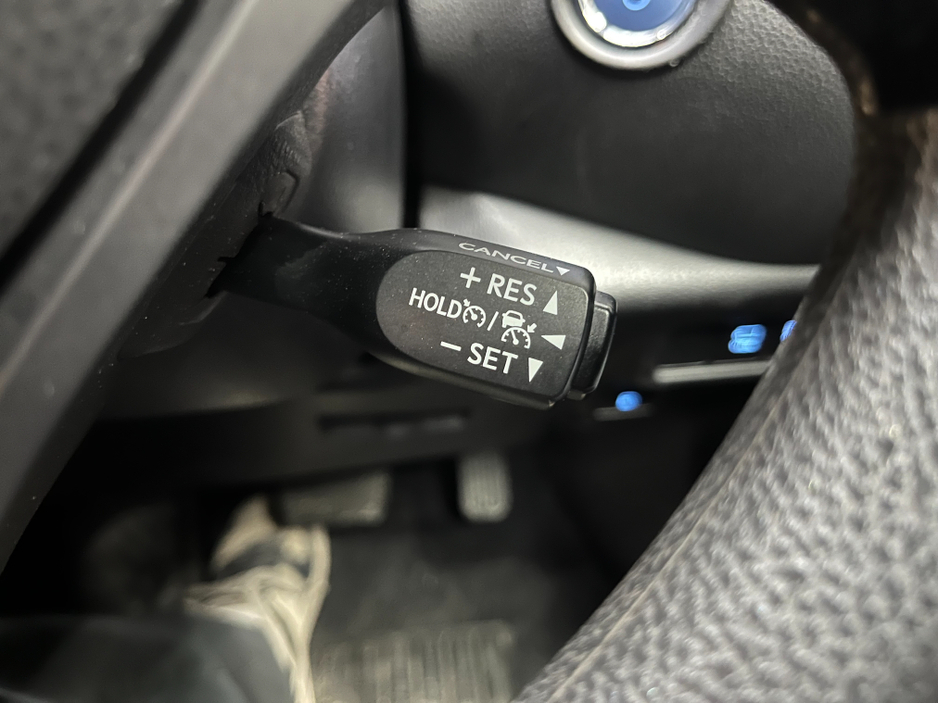 CANCEL
+ RES
HOLD /
− SET